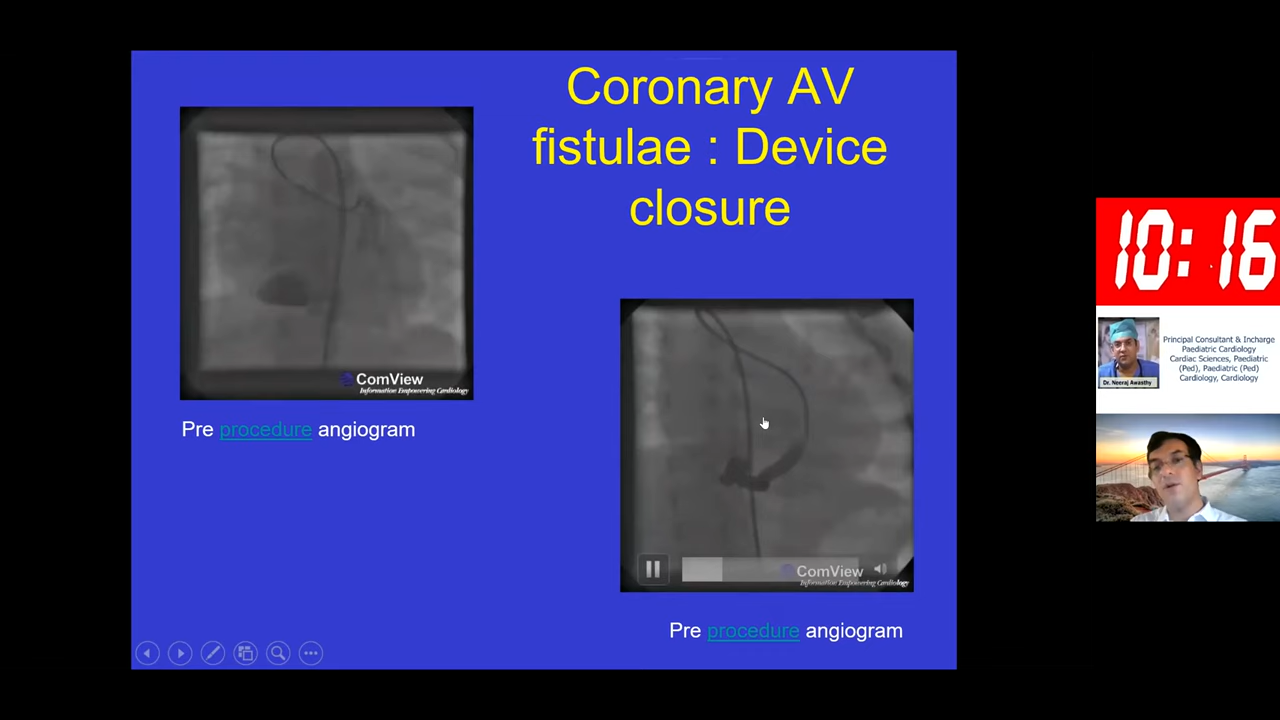 Coronary AV
fistulae : Device
closure
ComView
Information Empowering Cardiology
Pre procedure angiogram
ComView
Information Empowering Cardiology
Pre procedure angiogram
10:16
Principal Consultant & Incharge
Paediatric Cardiology
Cardiac Sciences, Paediatric
(Ped), Paediatric (Ped)
Cardiology, Cardiology
Dr. Neeraj Awasthy